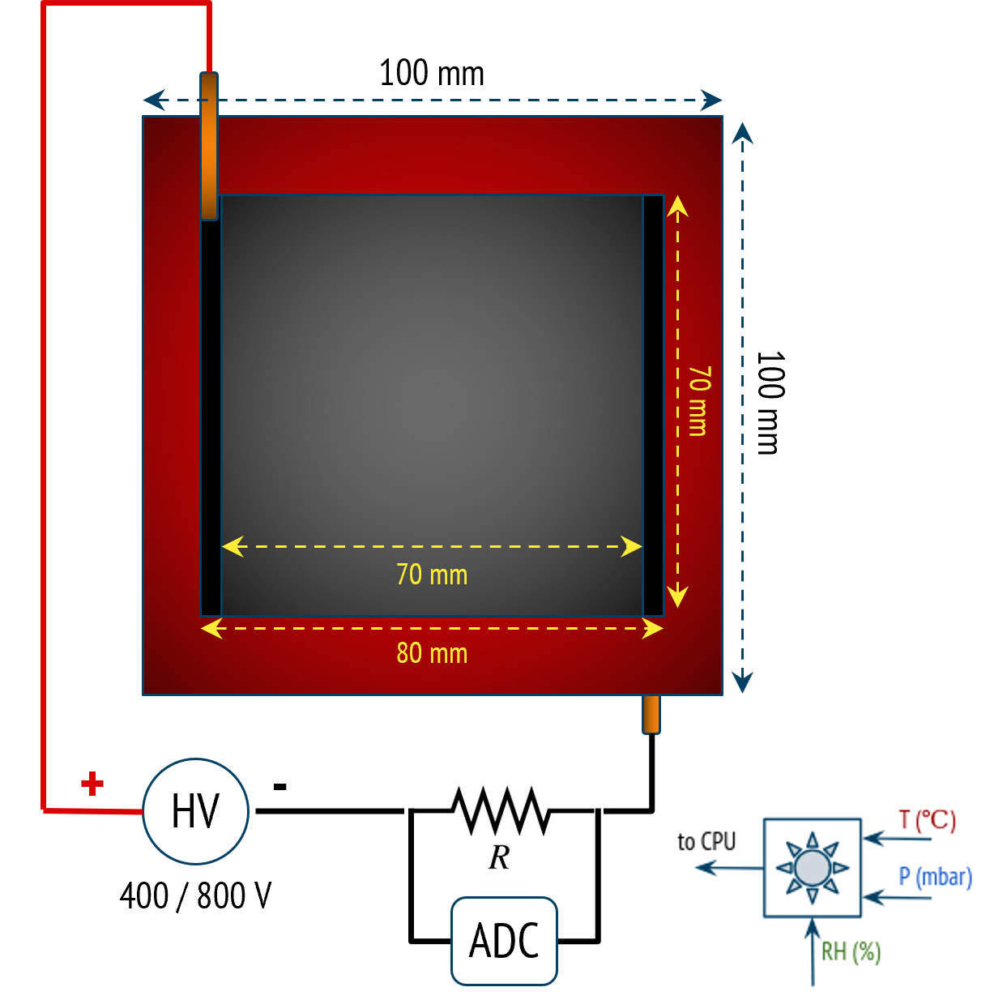 100 mm
100 mm
70 mm
70 mm
80 mm
+
-
HV
400 / 800 V
R
ADC
to CPU
T (°C)
P (mbar)
RH (%)